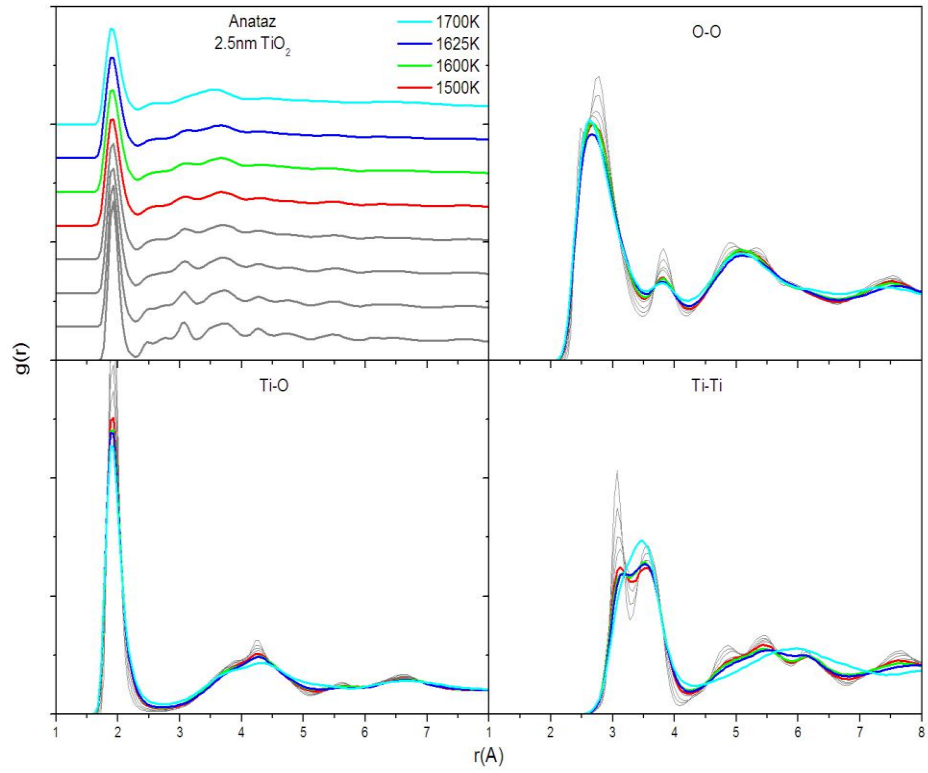 Anataz
2.5nm TiO₂
1700K
1625K
1600K
1500K
O-O
g(r)
Ti-O
Ti-Ti
1 2 3 4 5 6 7 1 2 3 4 5 6 7 8
r(A)